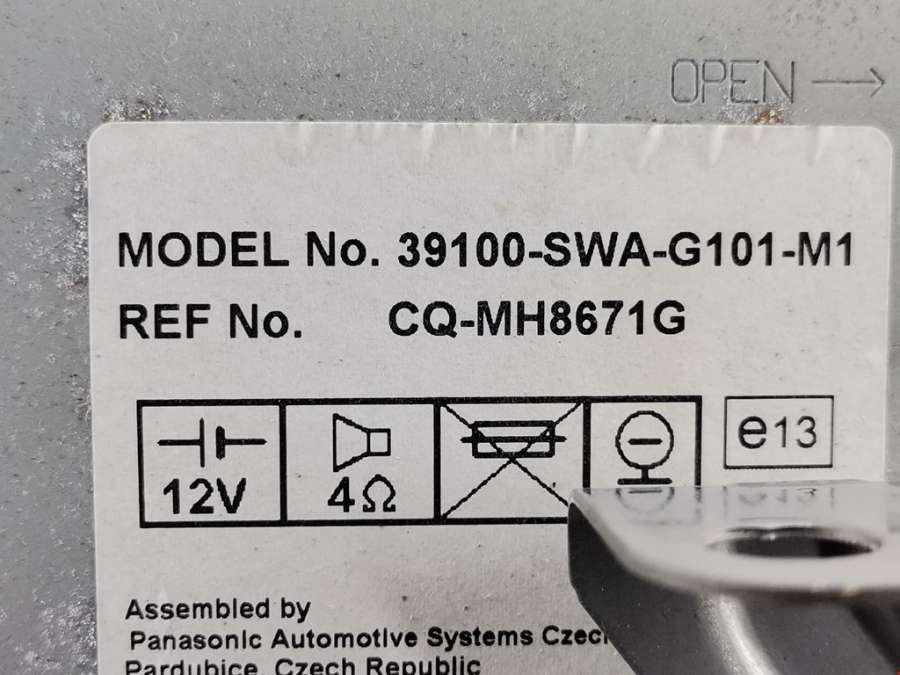 OPEN →
MODEL No. 39100-SWA-G101-M1
REF No. CQ-MH8671G
12V 4Ω e13
Assembled by
Panasonic Automotive Systems
Pardubice, Czech Republic